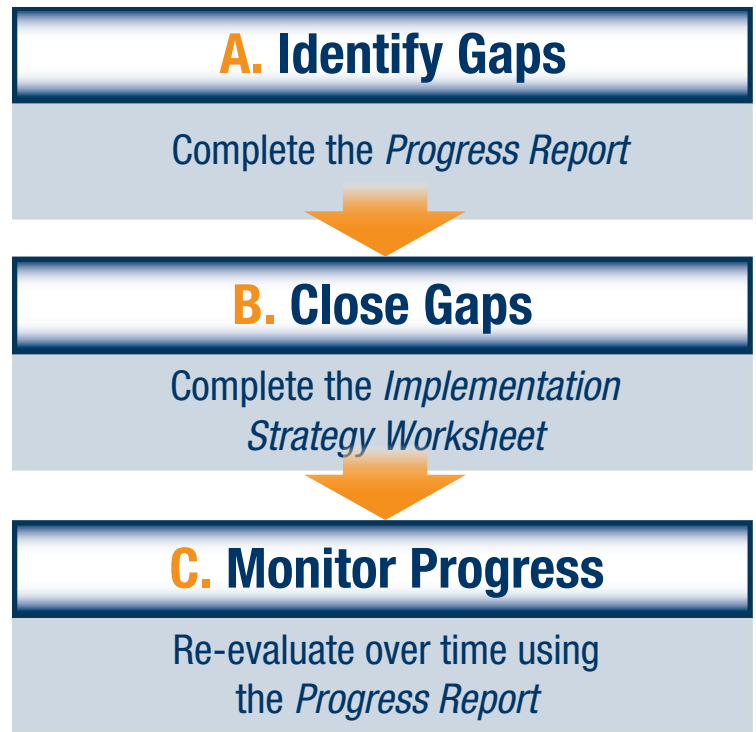 A. Identify Gaps
Complete the Progress Report
B. Close Gaps
Complete the Implementation
Strategy Worksheet
C. Monitor Progress
Re-evaluate over time using
the Progress Report